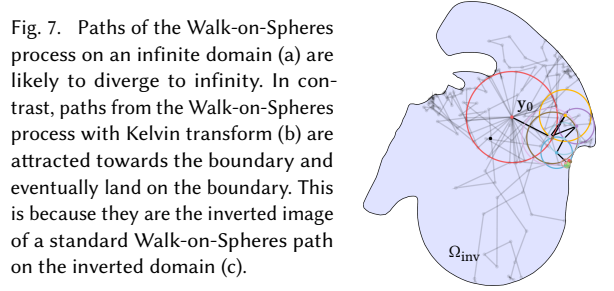 Fig. 7. Paths of the Walk-on-Spheres
process on an infinite domain (a) are
likely to diverge to infinity. In con-
trast, paths from the Walk-on-Spheres
process with Kelvin transform (b) are
attracted towards the boundary and
eventually land on the boundary. This
is because they are the inverted image
of a standard Walk-on-Spheres path
on the inverted domain (c).
y₀
Ωinv